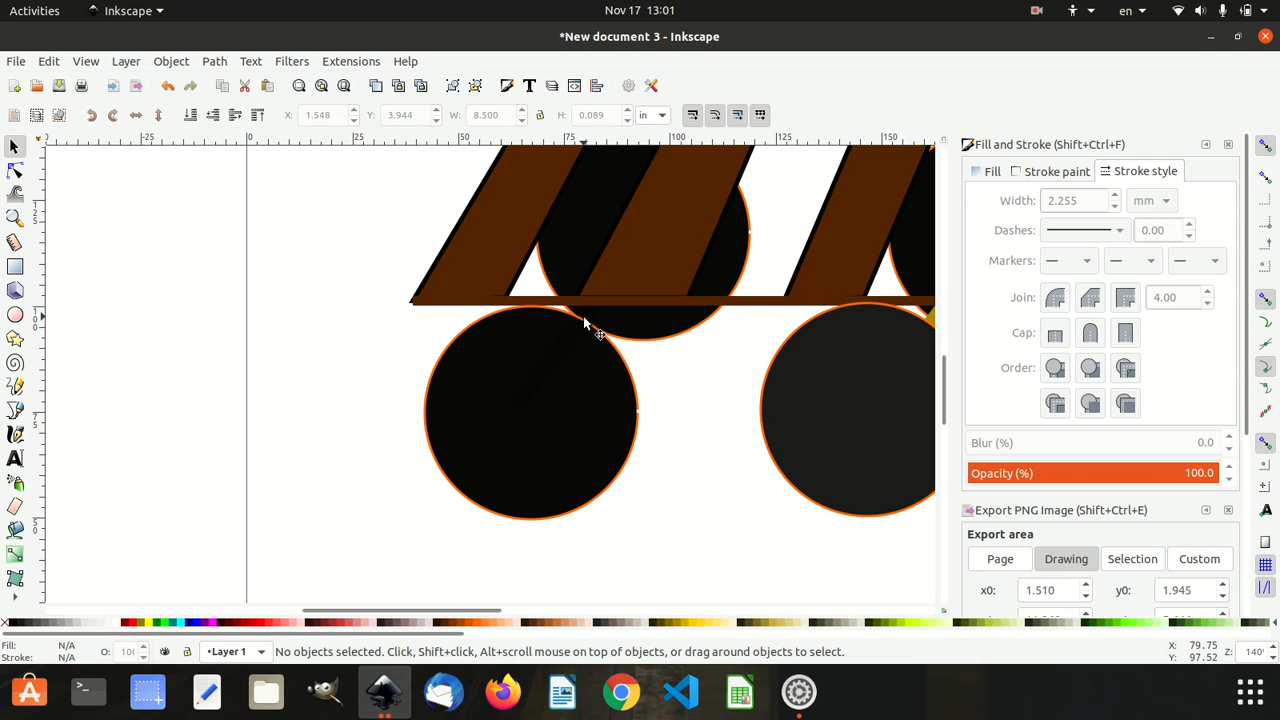 Activities Inkscape Nov 17 13:01 en
*New document 3 - Inkscape
File Edit View Layer Object Path Text Filters Extensions Help
X: 1.548 Y: 3.944 W: 8.500 H: 0.089 in
-25 0 25 50 75 100 125 150
Fill and Stroke (Shift+Ctrl+F)
Fill Stroke paint Stroke style
Width: 2.255 mm
Dashes: 0.00
Markers:
Join: 4.00
Cap:
Order:
Blur (%) 0.0
Opacity (%) 100.0
Export PNG Image (Shift+Ctrl+E)
Export area
Page Drawing Selection Custom
x0: 1.510 y0: 1.945
Fill: N/A
Stroke: N/A
O: 100
•Layer 1
No objects selected. Click, Shift+click, Alt+scroll mouse on top of objects, or drag around objects to select.
X: 79.75
Y: 97.52
Z: 140